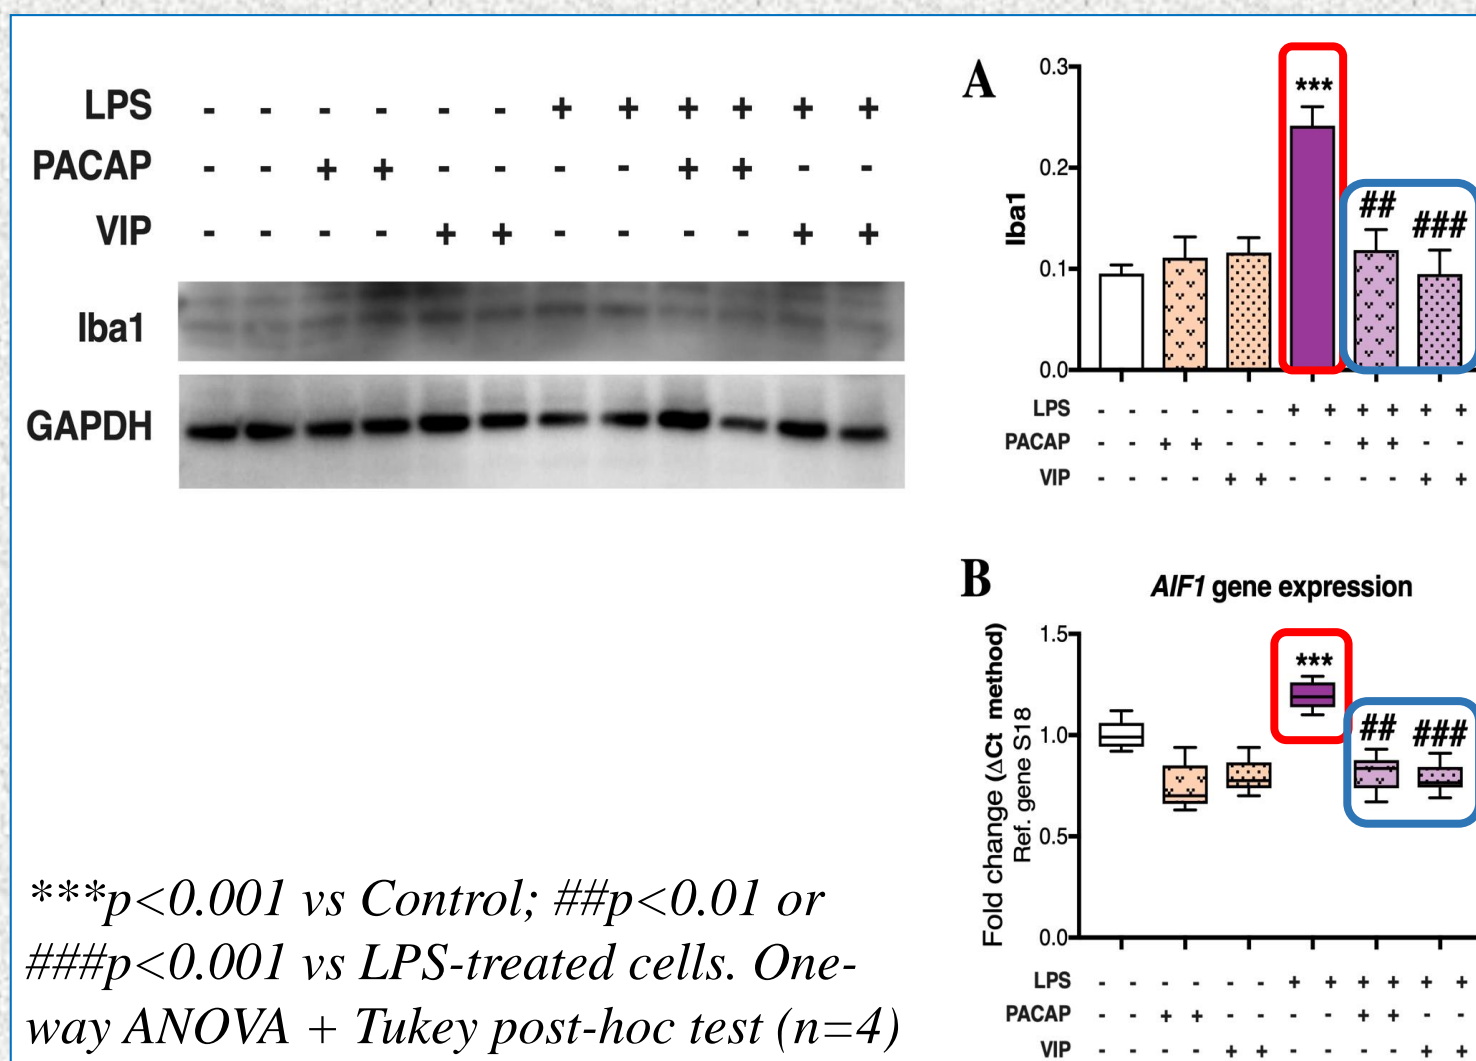 LPS - - - - - - + + + + + +
PACAP - - + + - - - - + + - -
VIP - - - - + + - - - - + +
Iba1
GAPDH
***p<0.001 vs Control; ##p<0.01 or
###p<0.001 vs LPS-treated cells. One-
way ANOVA + Tukey post-hoc test (n=4)
A
Iba1
0.3
0.2
0.1
0.0
***
##
###
LPS - - - - - - + + + + + +
PACAP - - + + - - - - + + - -
VIP - - - - + + - - - - + +
B
AIF1 gene expression
Fold change (ΔCt method)
Ref. gene S18
1.5
1.0
0.5
0.0
***
##
###
LPS - - - - - - + + + + + +
PACAP - - + + - - - - + + - -
VIP - - - - + + - - - - + +